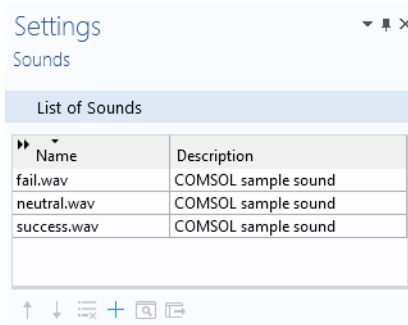 Settings
Sounds
List of Sounds
Name Description
fail.wav COMSOL sample sound
neutral.wav COMSOL sample sound
success.wav COMSOL sample sound